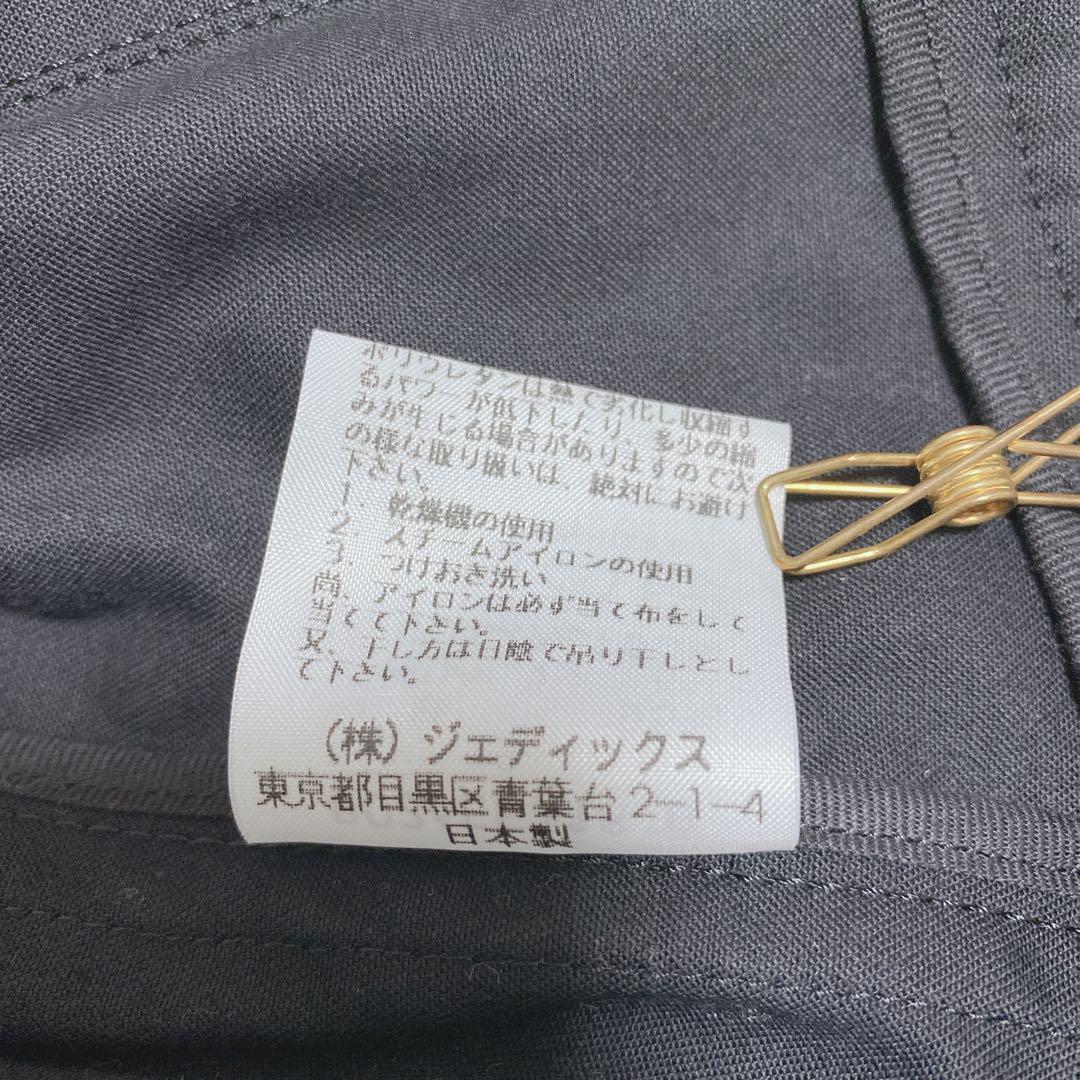 ポリウレタンは熱で劣化し収縮す
るパワーが低下したり、多少の縮
みが生じる場合がありますので次
の様な取り扱いは、絶対にお避け
下さい。
1、乾燥機の使用
2、スチームアイロンの使用
3、つけおき洗い
尚、アイロンは必ず当て布をして
当てて下さい。
又、干し方は日陰で吊り干しとし
て下さい。
（株）ジェディックス
東京都目黒区青葉台2-1-4
日本製